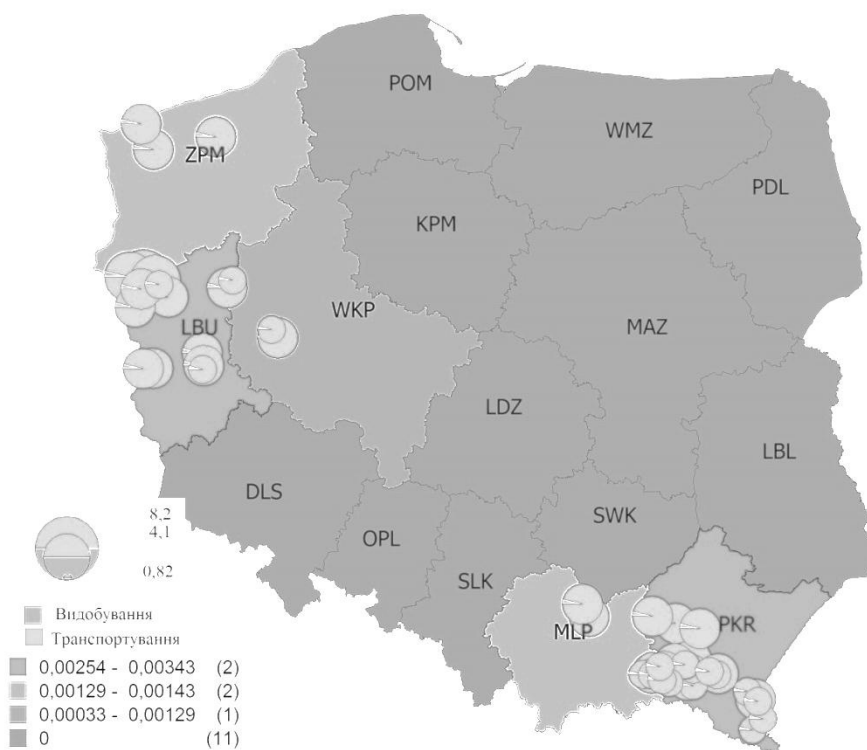 POM
WMZ
ZPM
PDL
KPM
WKP
LBU
MAZ
LDZ
LBL
DLS
SWK
OPL
SLK
MLP
PKR
8,2
4,1
0,82
Видобування
Транспортування
0,00254 - 0,00343 (2)
0,00129 - 0,00143 (2)
0,00033 - 0,00129 (1)
0 (11)